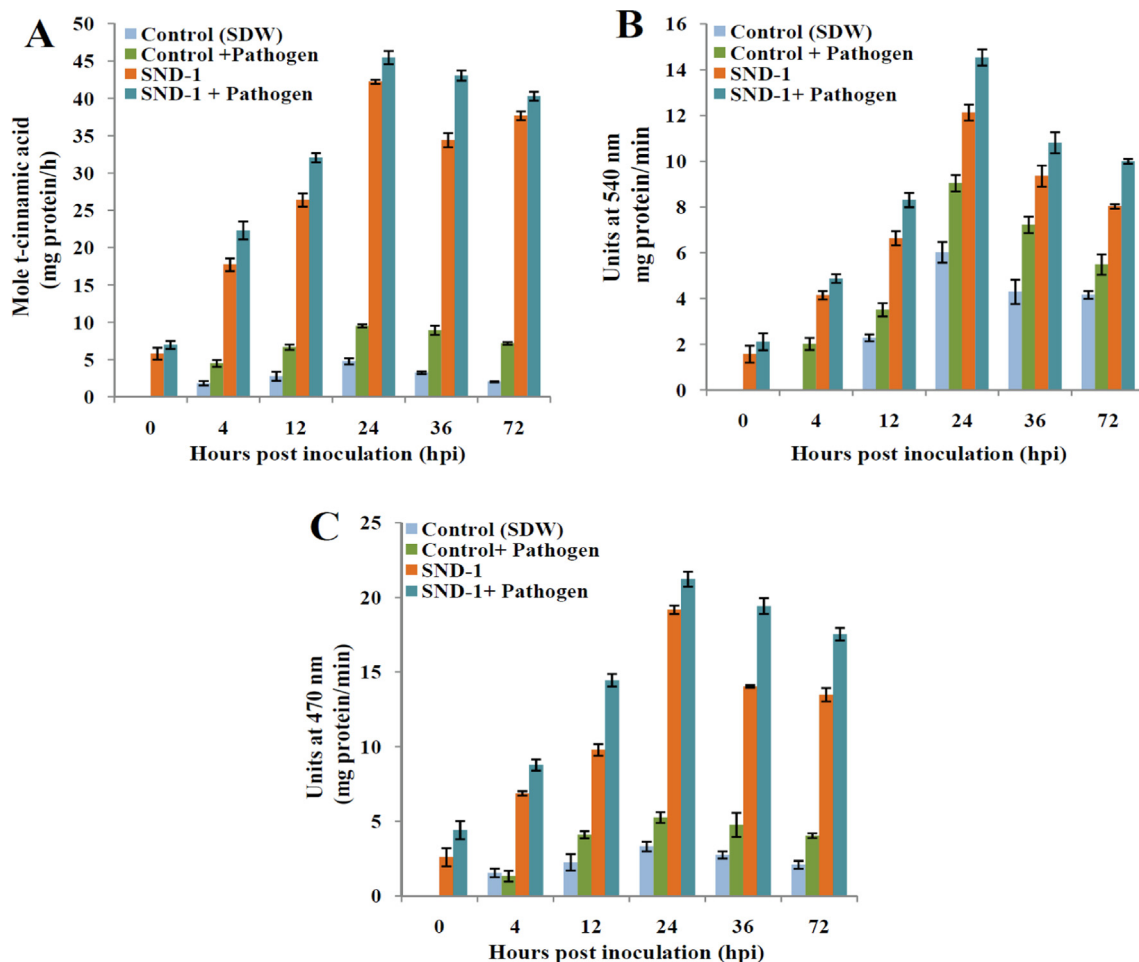 A
Mole t-cinnamic acid
(mg protein/h)
50
45
40
35
30
25
20
15
10
5
0
Control (SDW)
Control +Pathogen
SND-1
SND-1 + Pathogen
0 4 12 24 36 72
Hours post inoculation (hpi)
B
Units at 540 nm
mg protein/min
16
14
12
10
8
6
4
2
0
Control (SDW)
Control + Pathogen
SND-1
SND-1+ Pathogen
0 4 12 24 36 72
Hours post inoculation (hpi)
C
Units at 470 nm
(mg protein/min)
25
20
15
10
5
0
Control (SDW)
Control+ Pathogen
SND-1
SND-1+ Pathogen
0 4 12 24 36 72
Hours post inoculation (hpi)